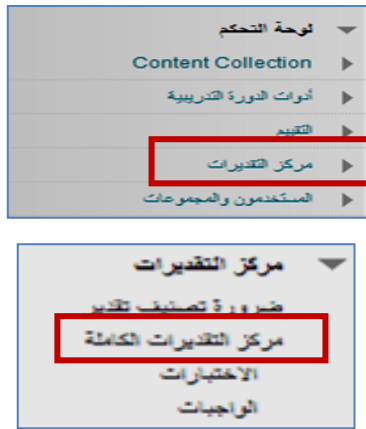 لوحة التحكم
Content Collection
أدوات الدورة التدريبية
التقييم
مركز التقديرات
المستخدمون والمجموعات
مركز التقديرات
ضرورة تصنيف تقدير
مركز التقديرات الكاملة
الاختبارات
الواجبات